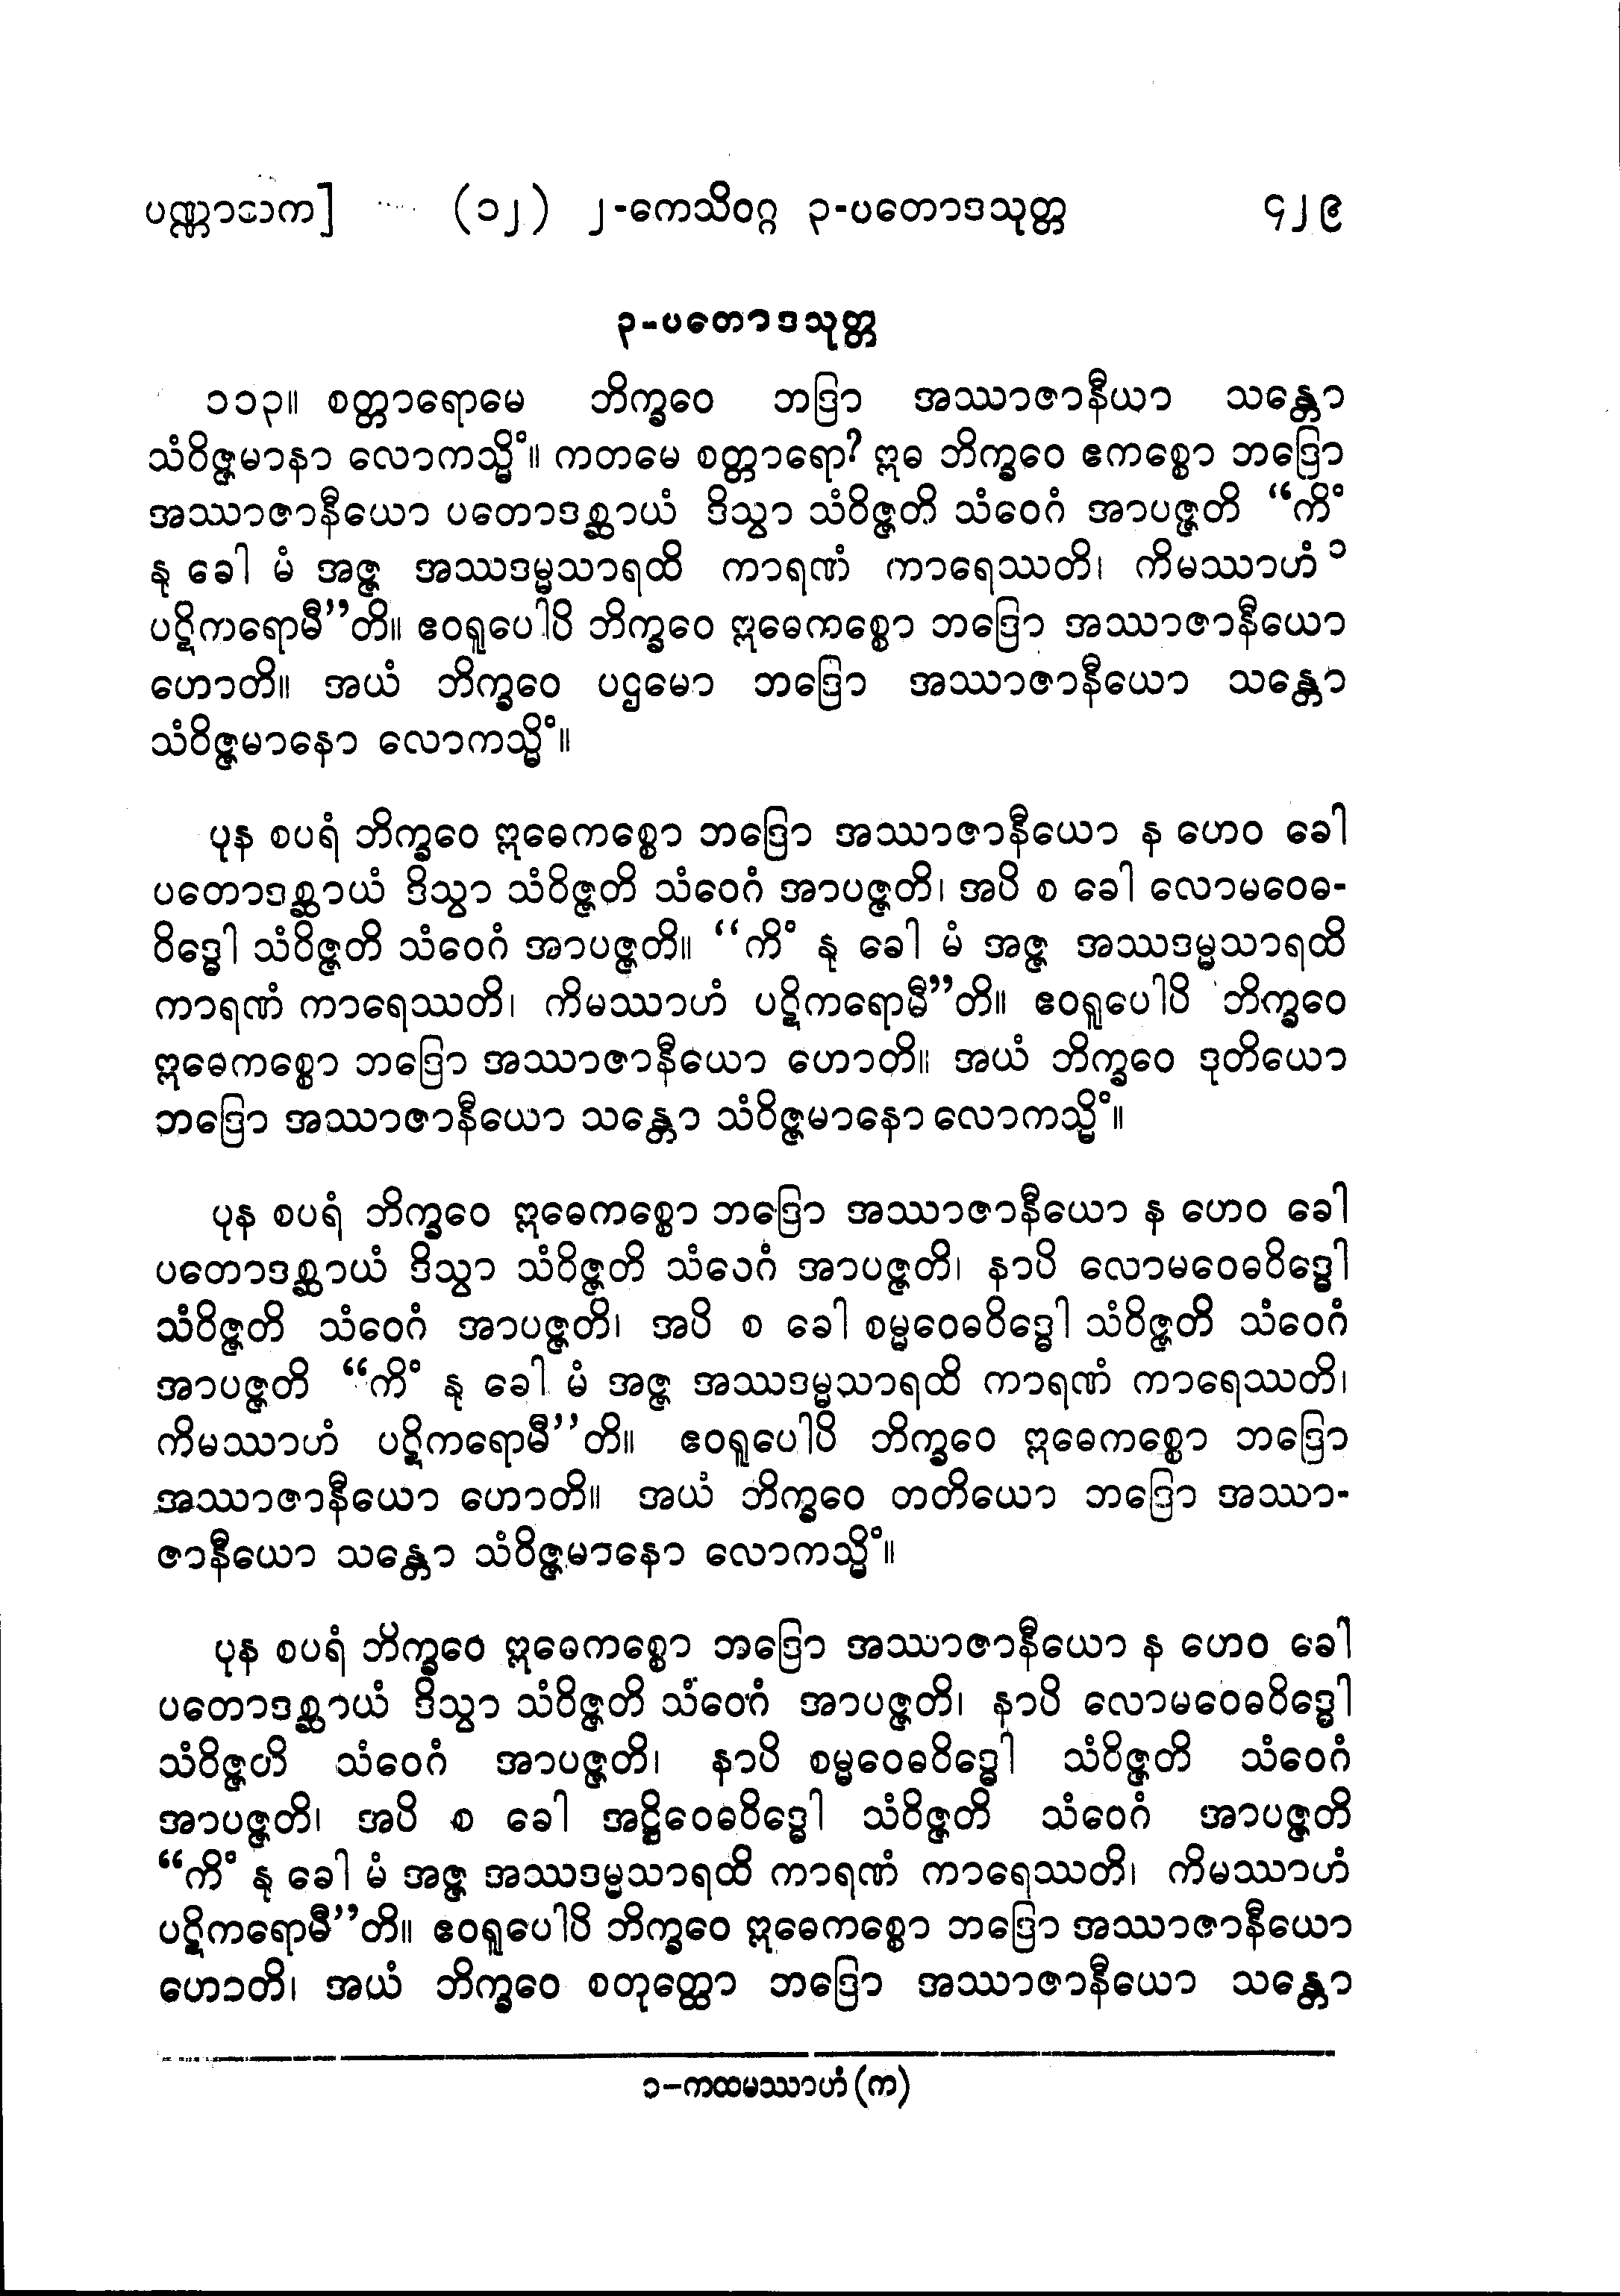 ပဏ္ဏာသက] (၁၂) ၂-ကေသိဝဂ္ဂ ၃-ပတောဒသုတ္တ ၄၂၉
၃-ပတောဒသုတ္တ
၁၁၃။ စတ္တာရောမေ ဘိက္ခဝေ ဘဒြာ အဿာဇာနီယာ သန္တော
သံဝိဇ္ဇမာနာ လောကသ္မိံ။ ကတမေ စတ္တာရော? ဣဓ ဘိက္ခဝေ ဧကစ္စော ဘဒြော
အဿာဇာနီယော ပတောဒစ္ဆာယံ ဒိသွာ သံဝိဇ္ဇတိ သံဝေဂံ အာပဇ္ဇတိ “ကိံ
နု ခေါ မံ အဇ္ဇ အဿဒမ္မသာရထိ ကာရဏံ ကာရေဿတိ၊ ကိမဿာဟံ ၁
ပဋိကရောမီ”တိ။ ဧဝရူပေါပိ ဘိက္ခဝေ ဣဓေကစ္စော ဘဒြော အဿာဇာနီယော
ဟောတိ။ အယံ ဘိက္ခဝေ ပဌမော ဘဒြော အဿာဇာနီယော သန္တော
သံဝိဇ္ဇမာနော လောကသ္မိံ။
ပုန စပရံ ဘိက္ခဝေ ဣဓေကစ္စော ဘဒြော အဿာဇာနီယော န ဟေဝ ခေါ
ပတောဒစ္ဆာယံ ဒိသွာ သံဝိဇ္ဇတိ သံဝေဂံ အာပဇ္ဇတိ၊ အပိ စ ခေါ လောမဝေဓ-
ဝိဒ္ဓေါ သံဝိဇ္ဇတိ သံဝေဂံ အာပဇ္ဇတိ။ “ကိံ နု ခေါ မံ အဇ္ဇ အဿဒမ္မသာရထိ
ကာရဏံ ကာရေဿတိ၊ ကိမဿာဟံ ပဋိကရောမီ”တိ။ ဧဝရူပေါပိ ဘိက္ခဝေ
ဣဓေကစ္စော ဘဒြော အဿာဇာနီယော ဟောတိ။ အယံ ဘိက္ခဝေ ဒုတိယော
ဘဒြော အဿာဇာနီယော သန္တော သံဝိဇ္ဇမာနော လောကသ္မိံ။
ပုန စပရံ ဘိက္ခဝေ ဣဓေကစ္စော ဘဒြော အဿာဇာနီယော န ဟေဝ ခေါ
ပတောဒစ္ဆာယံ ဒိသွာ သံဝိဇ္ဇတိ သံဝေဂံ အာပဇ္ဇတိ၊ နာပိ လောမဝေဓဝိဒ္ဓေါ
သံဝိဇ္ဇတိ သံဝေဂံ အာပဇ္ဇတိ၊ အပိ စ ခေါ စမ္မဝေဓဝိဒ္ဓေါ သံဝိဇ္ဇတိ သံဝေဂံ
အာပဇ္ဇတိ “ကိံ နု ခေါ မံ အဇ္ဇ အဿဒမ္မသာရထိ ကာရဏံ ကာရေဿတိ၊
ကိမဿာဟံ ပဋိကရောမီ”တိ။ ဧဝရူပေါပိ ဘိက္ခဝေ ဣဓေကစ္စော ဘဒြော
အဿာဇာနီယော ဟောတိ။ အယံ ဘိက္ခဝေ တတိယော ဘဒြော အဿာ-
ဇာနီယော သန္တော သံဝိဇ္ဇမာနော လောကသ္မိံ။
ပုန စပရံ ဘိက္ခဝေ ဣဓေကစ္စော ဘဒြော အဿာဇာနီယော န ဟေဝ ခေါ
ပတောဒစ္ဆာယံ ဒိသွာ သံဝိဇ္ဇတိ သံဝေဂံ အာပဇ္ဇတိ၊ နာပိ လောမဝေဓဝိဒ္ဓေါ
သံဝိဇ္ဇတိ သံဝေဂံ အာပဇ္ဇတိ၊ နာပိ စမ္မဝေဓဝိဒ္ဓေါ သံဝိဇ္ဇတိ သံဝေဂံ
အာပဇ္ဇတိ၊ အပိ စ ခေါ အဋ္ဌိဝေဓဝိဒ္ဓေါ သံဝိဇ္ဇတိ သံဝေဂံ အာပဇ္ဇတိ
“ကိံ နု ခေါ မံ အဇ္ဇ အဿဒမ္မသာရထိ ကာရဏံ ကာရေဿတိ၊ ကိမဿာဟံ
ပဋိကရောမီ”တိ။ ဧဝရူပေါပိ ဘိက္ခဝေ ဣဓေကစ္စော ဘဒြော အဿာဇာနီယော
ဟောတိ၊ အယံ ဘိက္ခဝေ စတုတ္ထော ဘဒြော အဿာဇာနီယော သန္တော
၁-ကထမဿာဟံ (က)